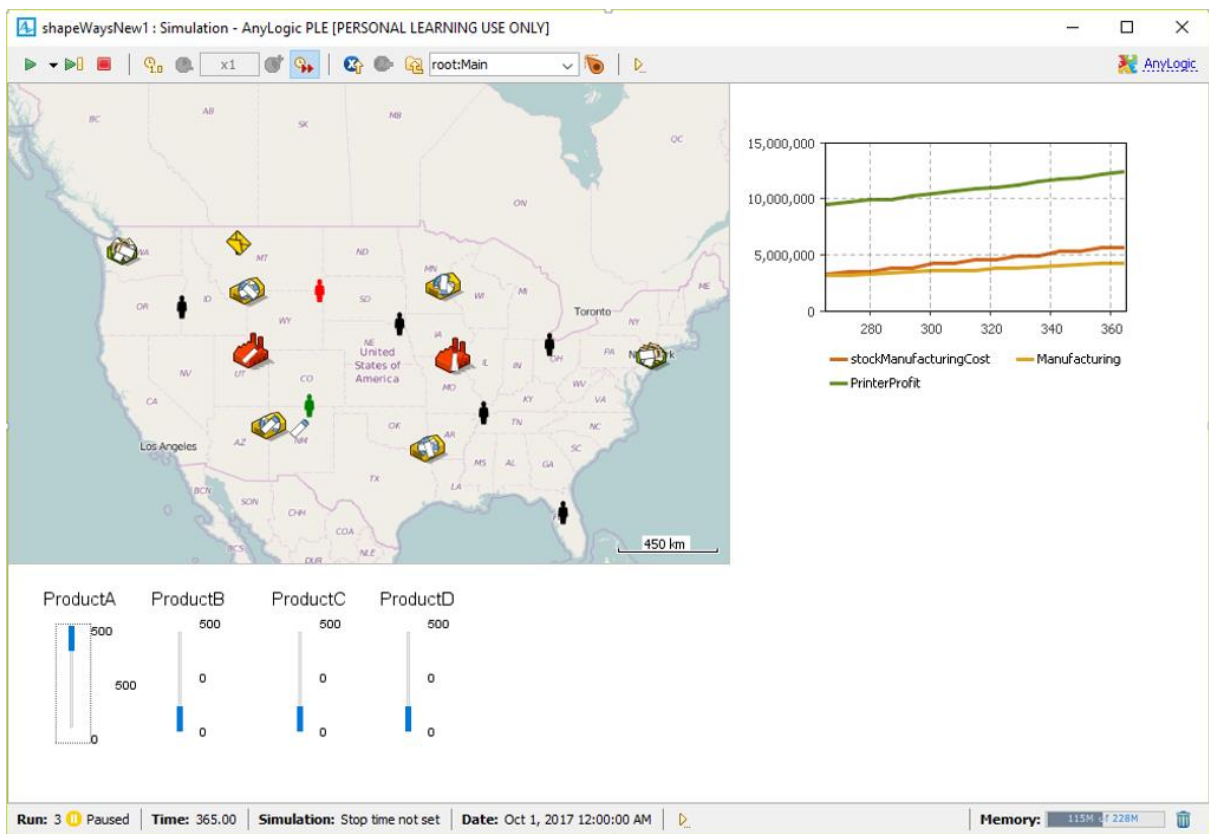 shapeWaysNew1 : Simulation - AnyLogic PLE [PERSONAL LEARNING USE ONLY]
x1
root:Main
AnyLogic
BC
AB
SK
MB
QC
ON
WA
MT
ND
MN
OR
ID
SD
WI
MI
Toronto
ME
WY
IA
NY
NE
United
States of
America
NV
UT
CO
IL
IN
OH
PA
MO
WV
CA
KY
VA
Los Angeles
AZ
NM
OK
AR
TN
NC
SC
MS
AL
GA
TX
LA
BCN
SON
CHH
COA
BCS
DUR
NLE
450 km
15,000,000
10,000,000
5,000,000
0
280 300 320 340 360
stockManufacturingCost Manufacturing
PrinterProfit
ProductA ProductB ProductC ProductD
500 500 500 500
500 0 0 0
0 0 0 0
Run: 3 Paused Time: 365.00 Simulation: Stop time not set Date: Oct 1, 2017 12:00:00 AM Memory: 115M of 228M